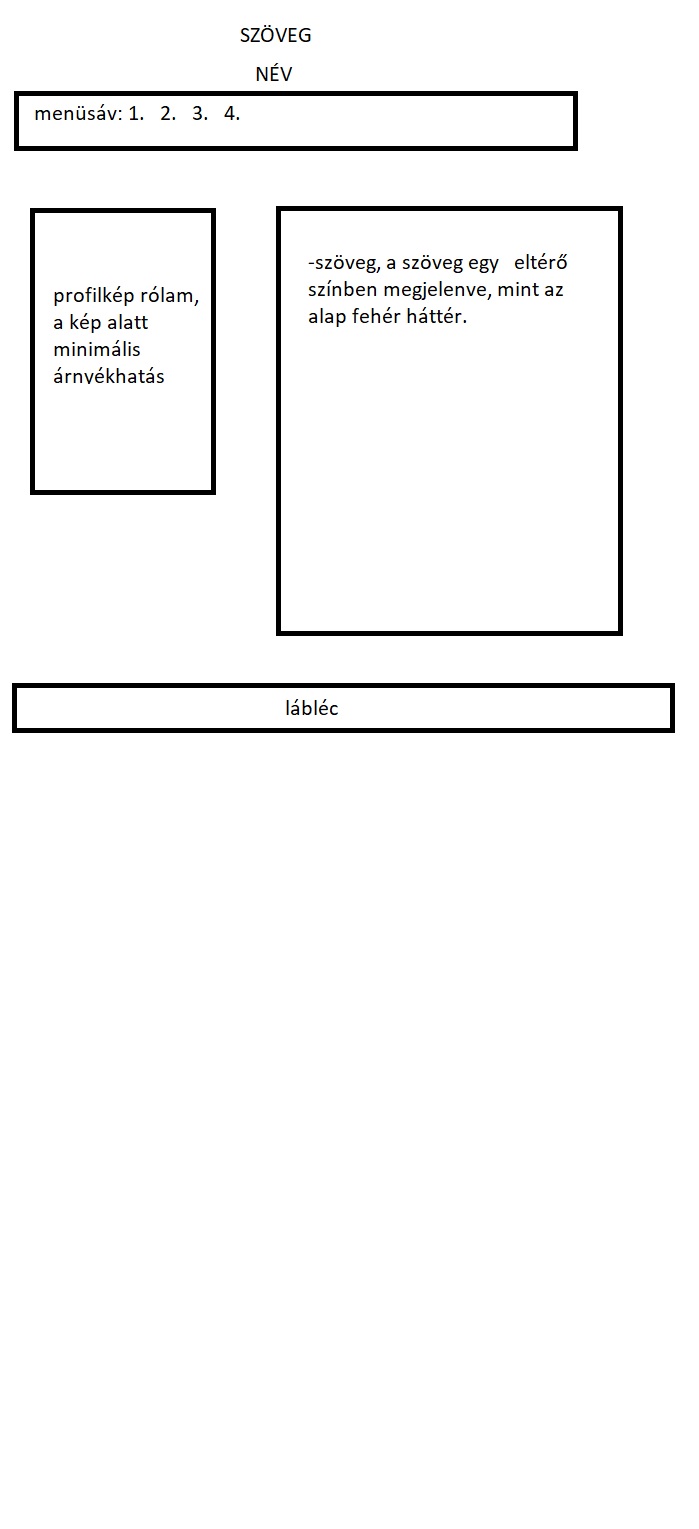 SZÖVEG
NÉV
menüsáv: 1. 2. 3. 4.
profilkép rólam,
a kép alatt
minimális
árnyékhatás
-szöveg, a szöveg egy eltérő
színben megjelenve, mint az
alap fehér háttér.
lábléc